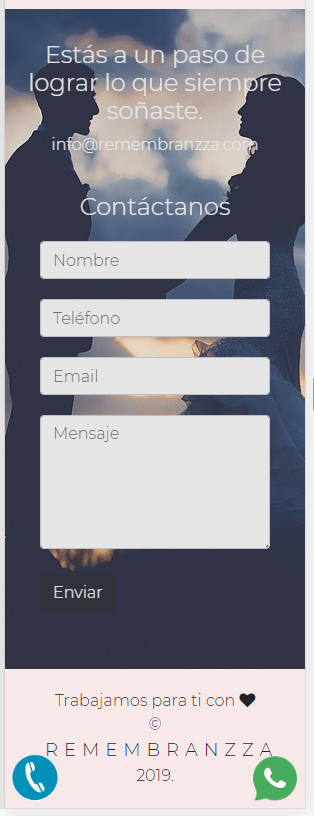 Estás a un paso de
lograr lo que siempre
soñaste.
info@remembranzza.com
Contáctanos
Nombre
Teléfono
Email
Mensaje
Enviar
Trabajamos para ti con ♥
©
REMEMBRANZZA
2019.